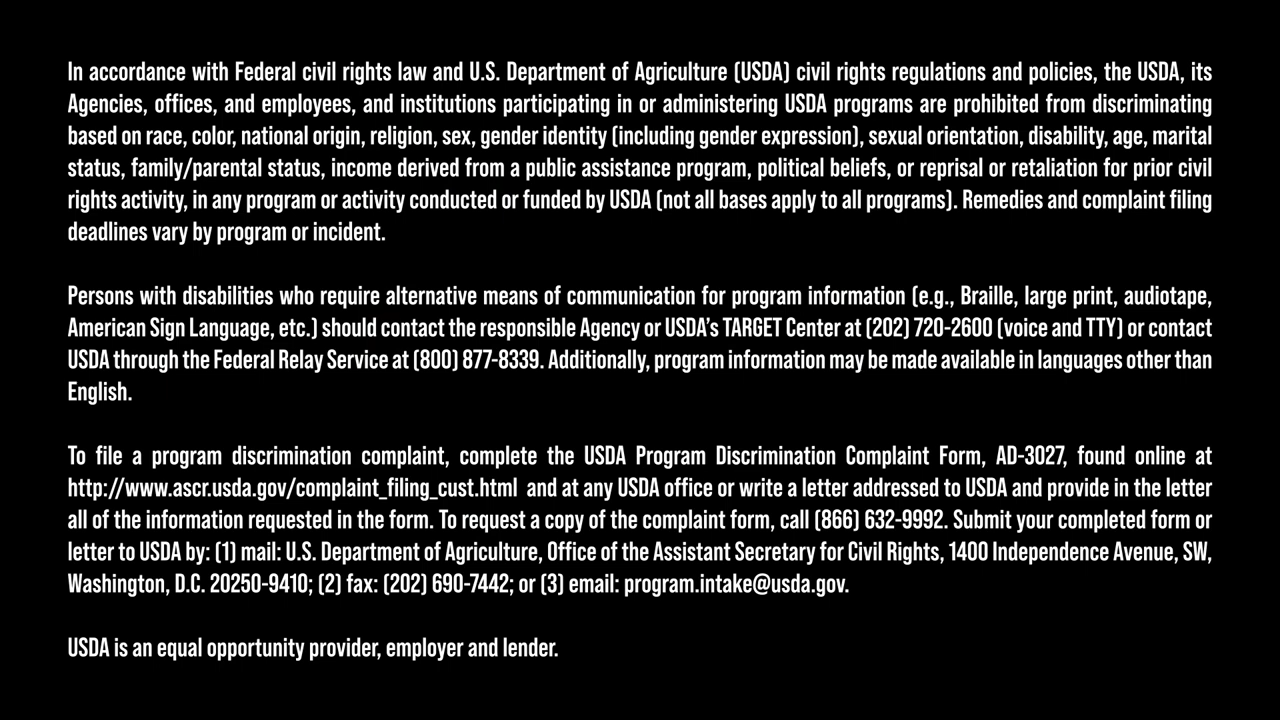 In accordance with Federal civil rights law and U.S. Department of Agriculture (USDA) civil rights regulations and policies, the USDA, its
Agencies, offices, and employees, and institutions participating in or administering USDA programs are prohibited from discriminating
based on race, color, national origin, religion, sex, gender identity (including gender expression), sexual orientation, disability, age, marital
status, family/parental status, income derived from a public assistance program, political beliefs, or reprisal or retaliation for prior civil
rights activity, in any program or activity conducted or funded by USDA (not all bases apply to all programs). Remedies and complaint filing
deadlines vary by program or incident.
Persons with disabilities who require alternative means of communication for program information (e.g., Braille, large print, audiotape,
American Sign Language, etc.) should contact the responsible Agency or USDA's TARGET Center at (202) 720-2600 (voice and TTY) or contact
USDA through the Federal Relay Service at (800) 877-8339. Additionally, program information may be made available in languages other than
English.
To file a program discrimination complaint, complete the USDA Program Discrimination Complaint Form, AD-3027, found online at
http://www.ascr.usda.gov/complaint_filing_cust.html and at any USDA office or write a letter addressed to USDA and provide in the letter
all of the information requested in the form. To request a copy of the complaint form, call (866) 632-9992. Submit your completed form or
letter to USDA by: (1) mail: U.S. Department of Agriculture, Office of the Assistant Secretary for Civil Rights, 1400 Independence Avenue, SW,
Washington, D.C. 20250-9410; (2) fax: (202) 690-7442; or (3) email: program.intake@usda.gov.
USDA is an equal opportunity provider, employer and lender.